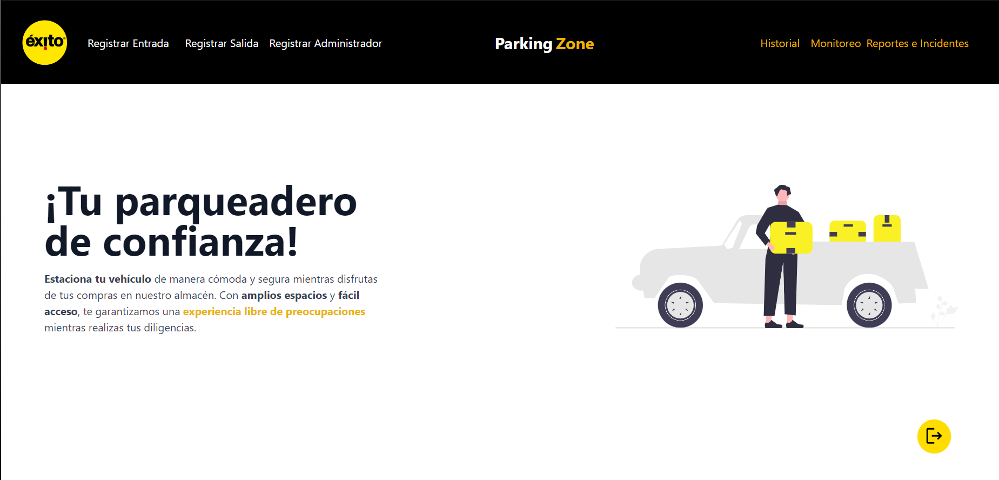 éxito
Registrar Entrada Registrar Salida Registrar Administrador
Parking Zone
Historial Monitoreo Reportes e Incidentes
¡Tu parqueadero
de confianza!
Estaciona tu vehículo de manera cómoda y segura mientras disfrutas
de tus compras en nuestro almacén. Con amplios espacios y fácil
acceso, te garantizamos una experiencia libre de preocupaciones
mientras realizas tus diligencias.